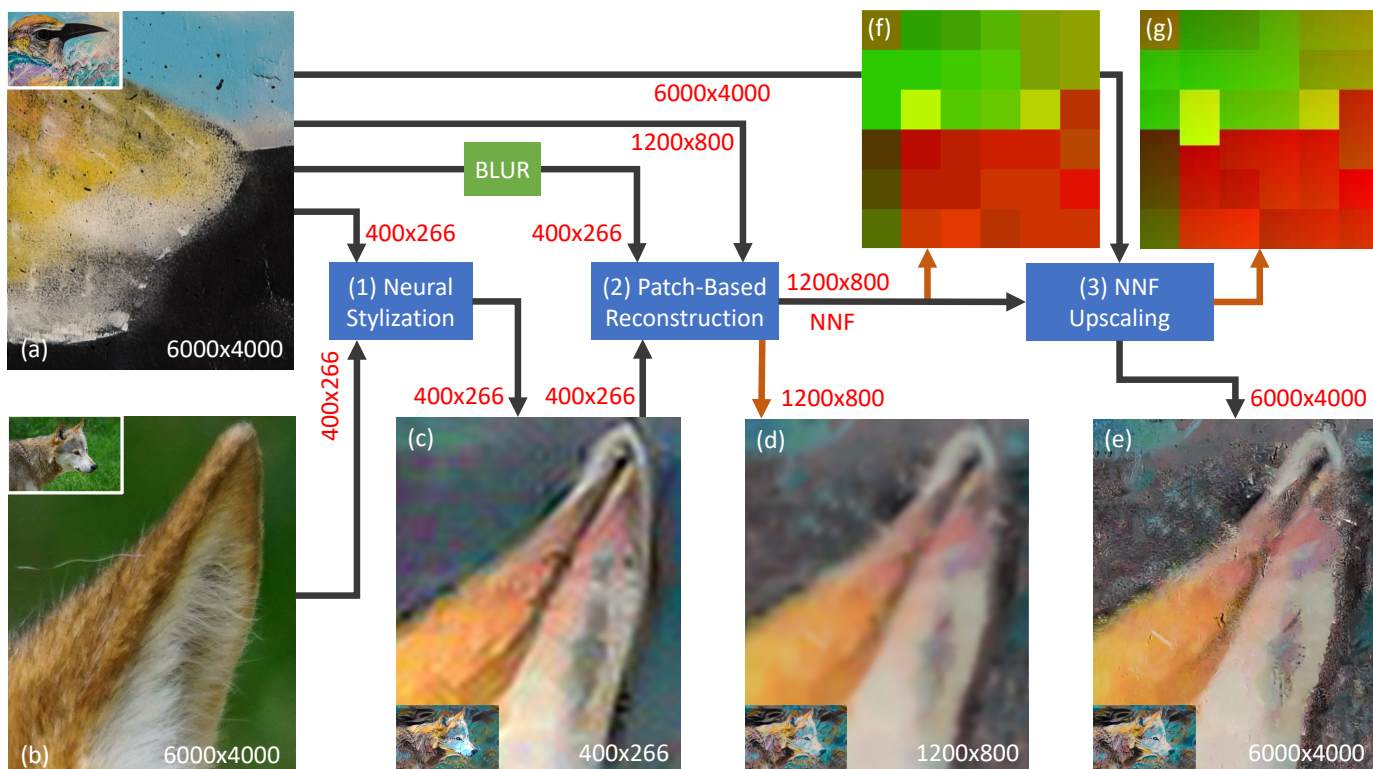 (f)
(g)
6000x4000
1200x800
BLUR
400x266
400x266
(1) Neural
Stylization
(2) Patch-Based
Reconstruction
1200x800
NNF
(3) NNF
Upscaling
(a)
6000x4000
400x266
400x266
400x266
1200x800
6000x4000
(c)
(d)
(e)
(b)
6000x4000
400x266
1200x800
6000x4000